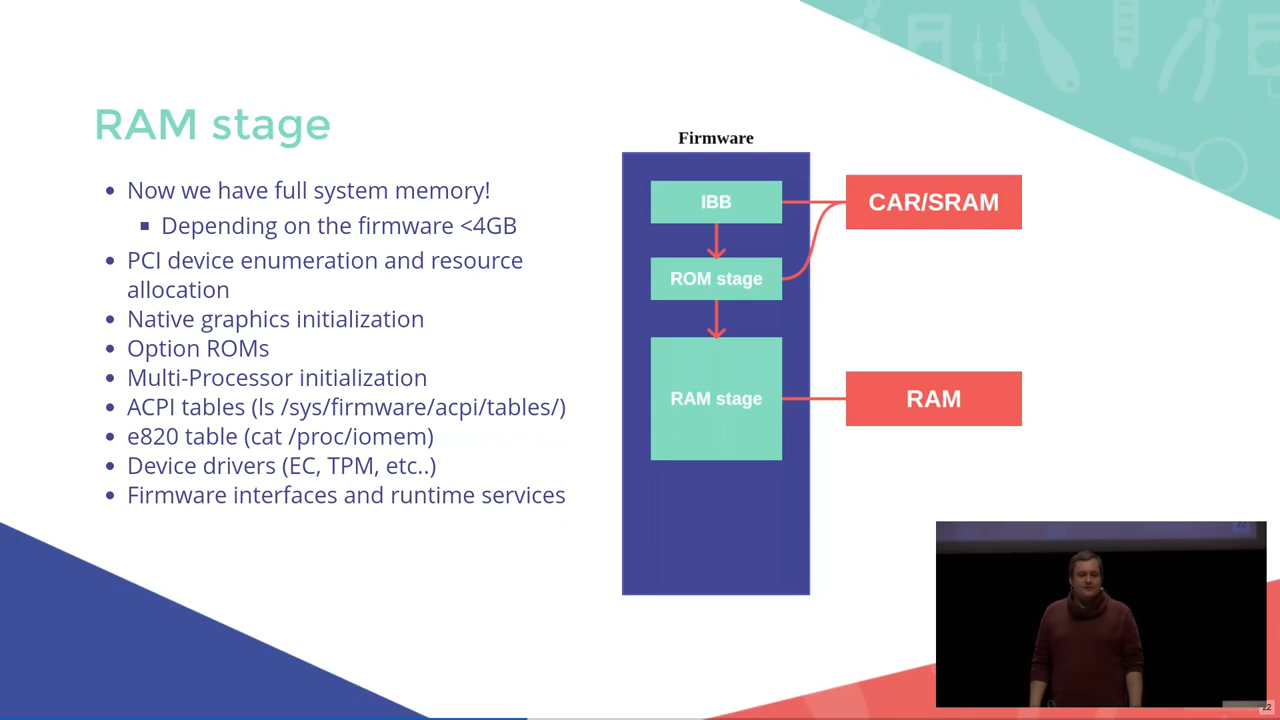 RAM stage
Now we have full system memory!
Depending on the firmware <4GB
PCI device enumeration and resource
allocation
Native graphics initialization
Option ROMs
Multi-Processor initialization
ACPI tables (ls /sys/firmware/acpi/tables/)
e820 table (cat /proc/iomem)
Device drivers (EC, TPM, etc..)
Firmware interfaces and runtime services
Firmware
IBB
CAR/SRAM
ROM stage
RAM stage
RAM
22
22